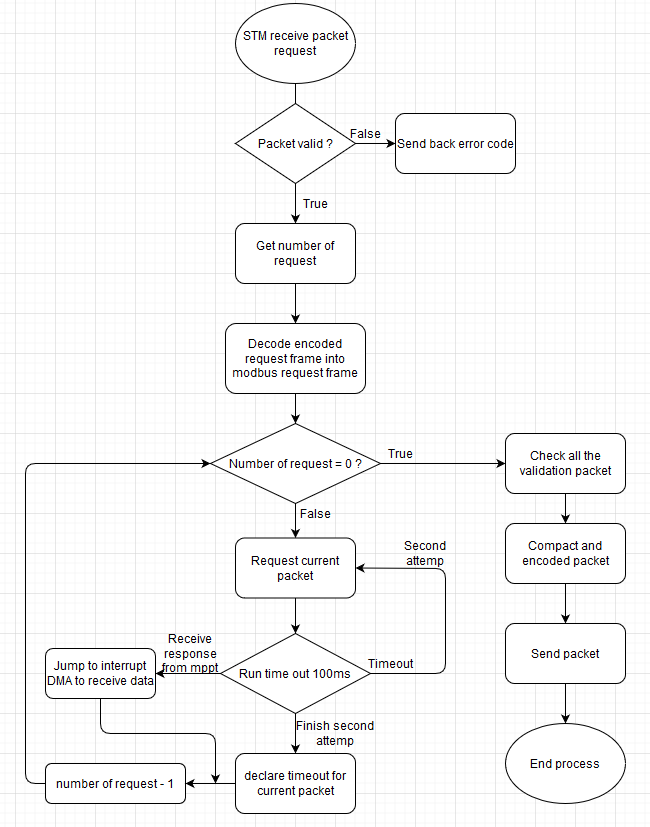 STM receive packet
request
Packet valid ?
False
Send back error code
True
Get number of
request
Decode encoded
request frame into
modbus request frame
Number of request = 0 ?
True
Check all the
validation packet
False
Request current
packet
Second
attemp
Compact and
encoded packet
Receive
response
from mppt
Jump to interrupt
DMA to receive data
Run time out 100ms
Timeout
Send packet
Finish second
attemp
number of request - 1
declare timeout for
current packet
End process